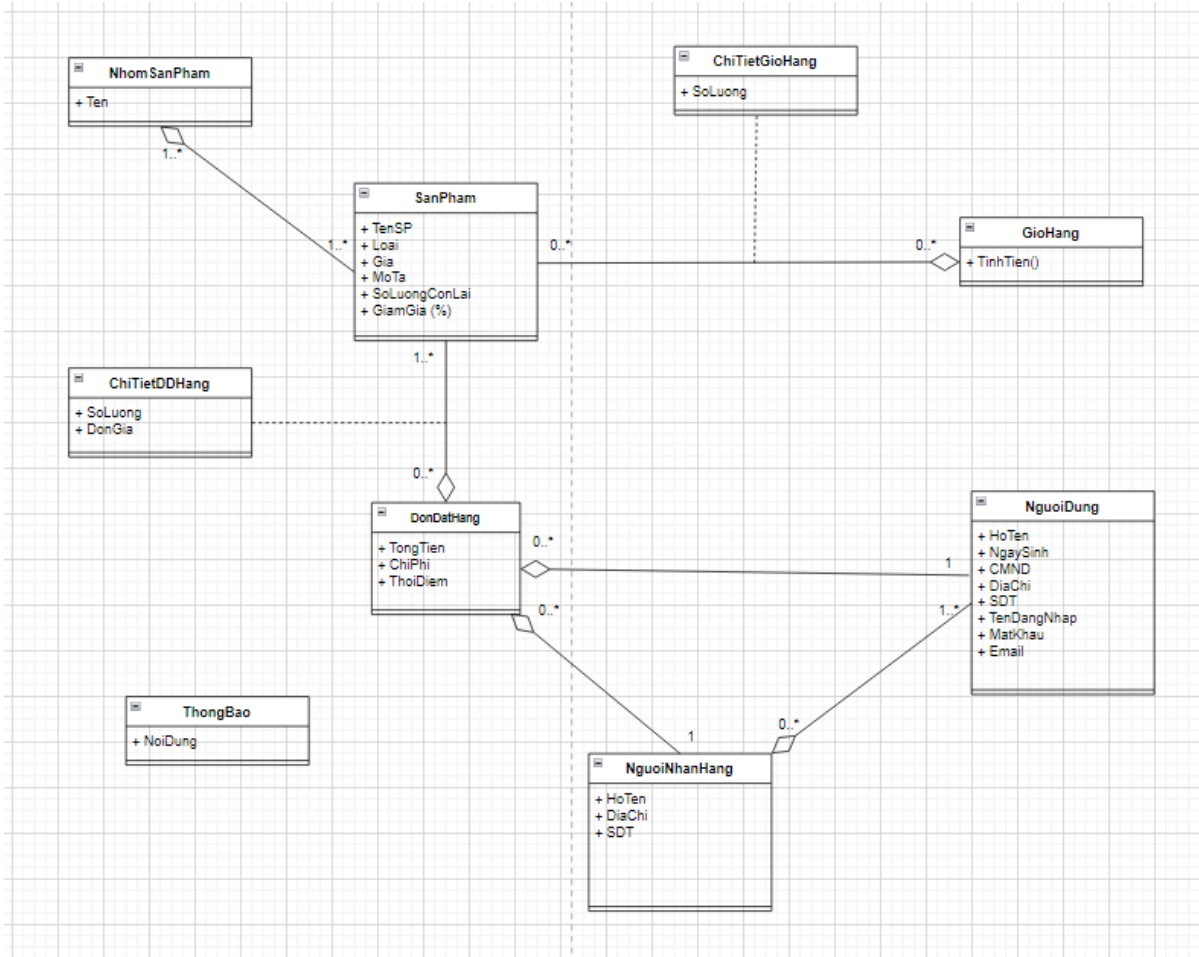 NhomSanPham
+ Ten
1..*
ChiTietGioHang
+ SoLuong
SanPham
+ TenSP
+ Loai
+ Gia
+ MoTa
+ SoLuongConLai
+ GiamGia (%)
1..*
0..*
0..*
GioHang
+ TinhTien()
1..*
ChiTietDDHang
+ SoLuong
+ DonGia
0..*
DonDatHang
+ TongTien
+ ChiPhi
+ ThoiDiem
0..*
1
0..*
NguoiDung
+ HoTen
+ NgaySinh
+ CMND
+ DiaChi
+ SDT
+ TenDangNhap
+ MatKhau
+ Email
1..*
ThongBao
+ NoiDung
1
0..*
NguoiNhanHang
+ HoTen
+ DiaChi
+ SDT